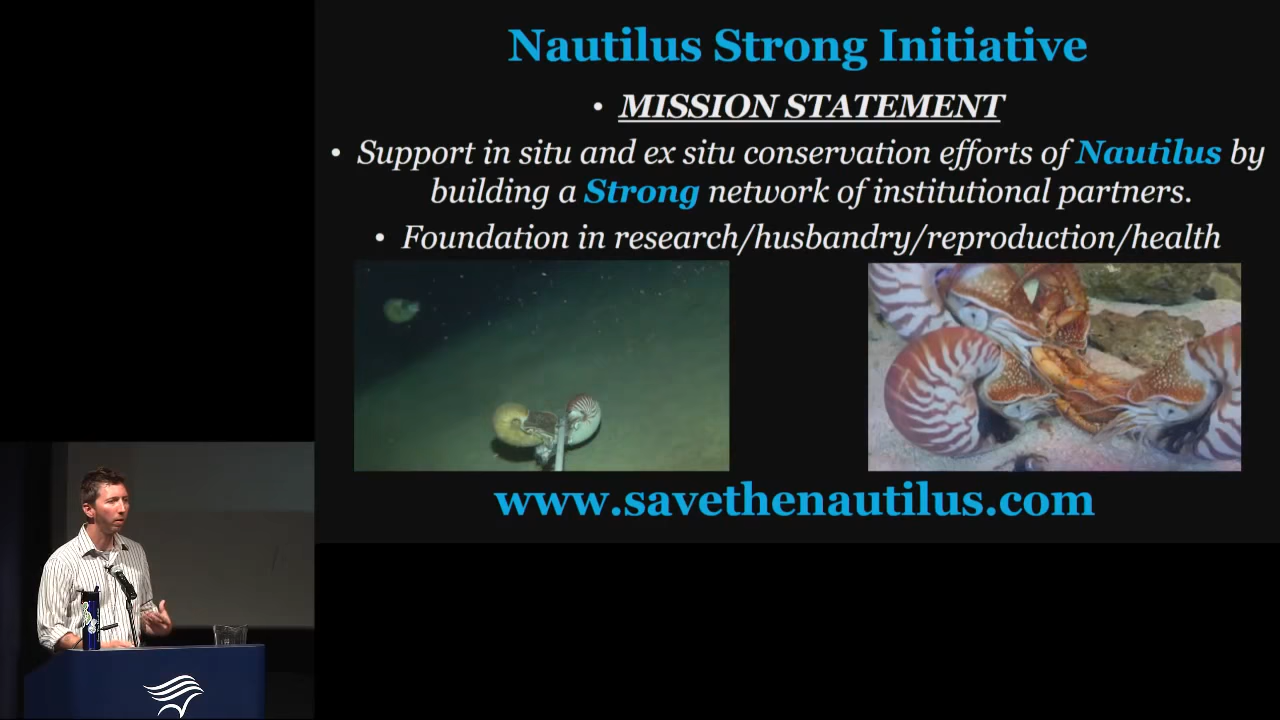 Nautilus Strong Initiative
• MISSION STATEMENT
• Support in situ and ex situ conservation efforts of Nautilus by
building a Strong network of institutional partners.
• Foundation in research/husbandry/reproduction/health
www.savethenautilus.com